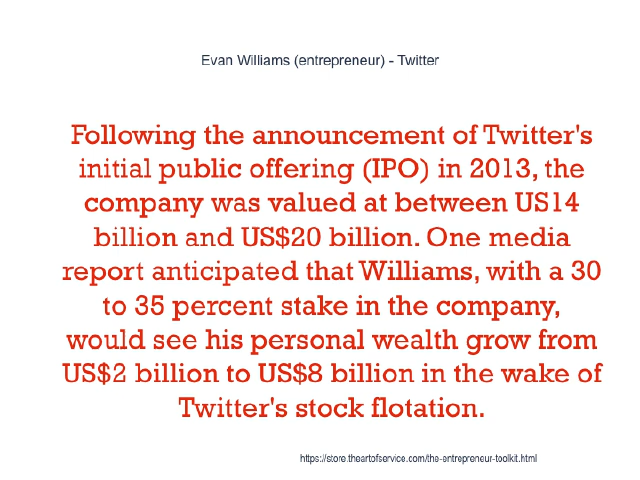 Evan Williams (entrepreneur) - Twitter
Following the announcement of Twitter's
initial public offering (IPO) in 2013, the
company was valued at between US14
billion and US$20 billion. One media
report anticipated that Williams, with a 30
to 35 percent stake in the company,
would see his personal wealth grow from
US$2 billion to US$8 billion in the wake of
Twitter's stock flotation.
https://store.theartofservice.com/the-entrepreneur-toolkit.html